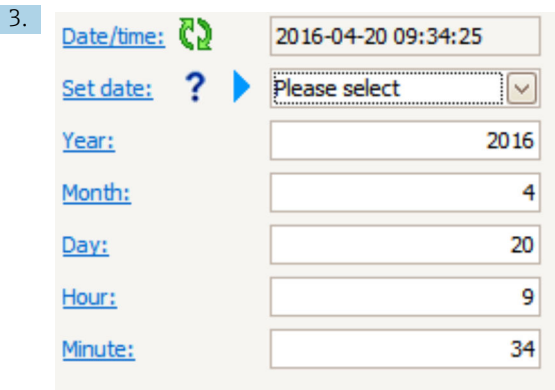 3.
Date/time: 2016-04-20 09:34:25
Set date: ? Please select
Year: 2016
Month: 4
Day: 20
Hour: 9
Minute: 34